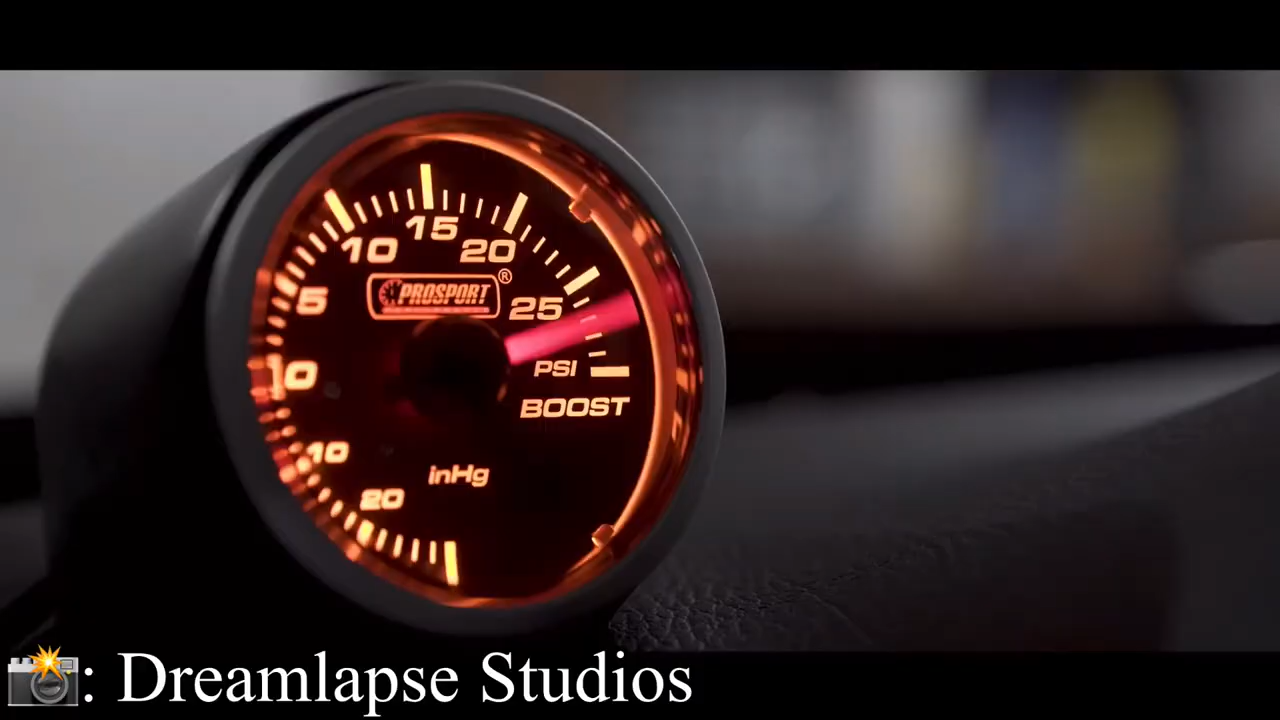 15
10
20
PROSPORT®
5
25
0
PSI
BOOST
10
inHg
20
📸: Dreamlapse Studios